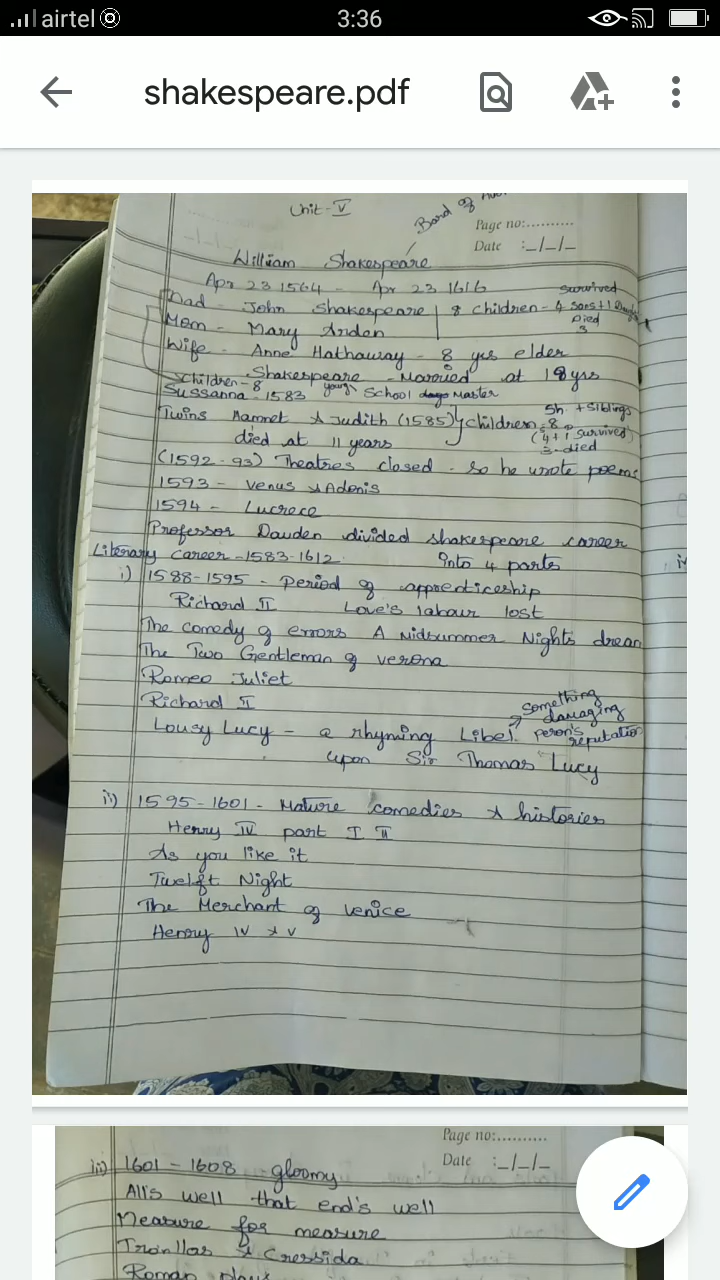 airtel
3:36
shakespeare.pdf
Unit-V
Bard of
Page no:..........
Date :_/_/_
William Shakespeare
Apr 23 1564 - Apr 23 1616
Dad - John Shakespeare | 8 children - 4 sons + 1
survived
Died
3
Mom - Mary Arden
Wife - Anne Hathaway - 8 yrs elder
Shakespeare - Married at 18 yrs
Children - 8
Sussanna - 1583 young School Master
Twins Hamnet & Judith (1585) children - 8
Sh. + siblings
(4+1 survived)
3-died
died at 11 years
(1592-93) Theatres closed - so he wrote poems
1593 - Venus & Adonis
1594 - Lucrece
Professor Dauden divided shakespeare career
into 4 parts
Literary career - 1583-1612
i) 1588-1595 - Period of apprenticeship
Richard II Love's labour lost
The comedy of errors A Midsummer Nights dream
The Two Gentleman of verona
Romeo Juliet
Richard II
Lousy Lucy - a rhyming Libel
something
damaging
peron's
reputation
upon Sir Thomas Lucy
ii) 1595-1601 - Mature comedies & histories
Henry IV part I II
As you like it
Twelft Night
The Merchant of venice
Henry IV & V
Page no:..........
Date :_/_/_
iii) 1601 - 1608 gloomy
All's well that end's well
Measure for measure
& Cressida
Roman plays